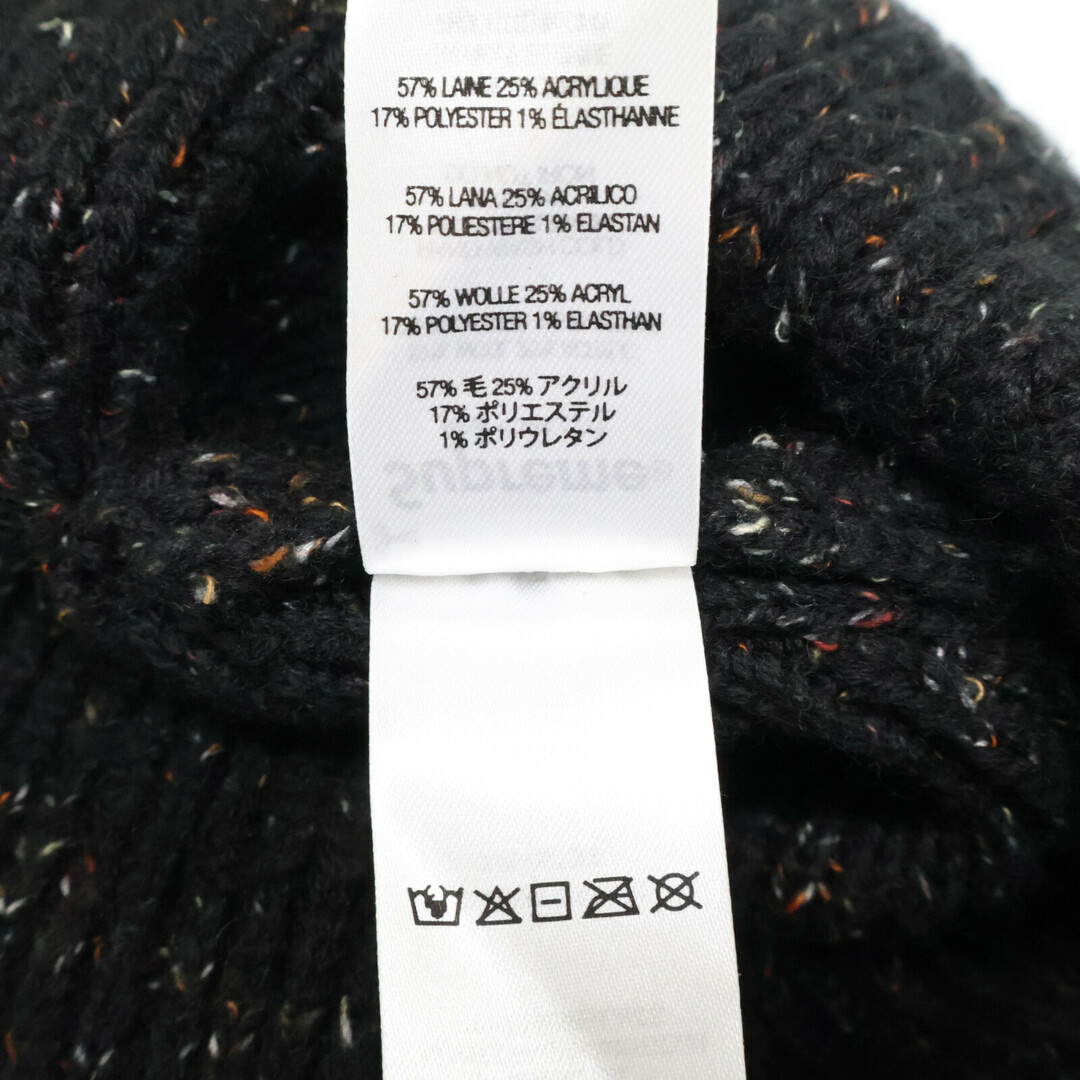 57% LAINE 25% ACRYLIQUE
17% POLYESTER 1% ÉLASTHANNE
57% LANA 25% ACRILICO
17% POLIESTERE 1% ELASTAN
57% WOLLE 25% ACRYL
17% POLYESTER 1% ELASTHAN
57% 毛 25% アクリル
17% ポリエステル
1% ポリウレタン
Supreme